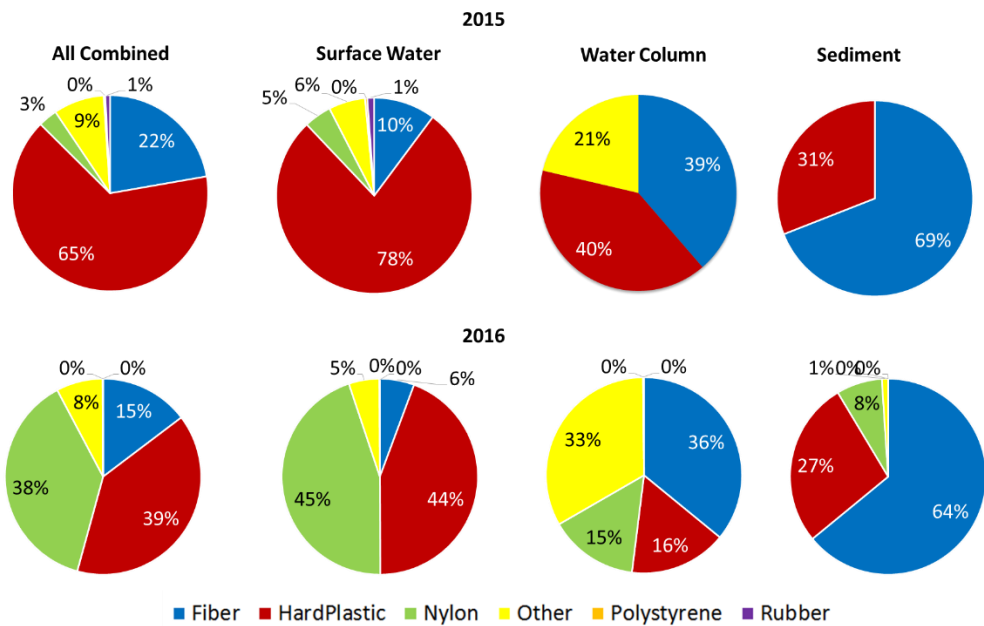 2015
All Combined Surface Water Water Column Sediment
0% 1% 6% 0% 1%
3% 5%
9% 22% 10% 21% 39% 31%
65% 78% 40% 69%
2016
0% 0% 5% 0% 0% 6% 0% 0% 1% 0% 0%
8% 15% 33% 36% 8%
38% 39% 45% 44% 15% 16% 27% 64%
Fiber HardPlastic Nylon Other Polystyrene Rubber